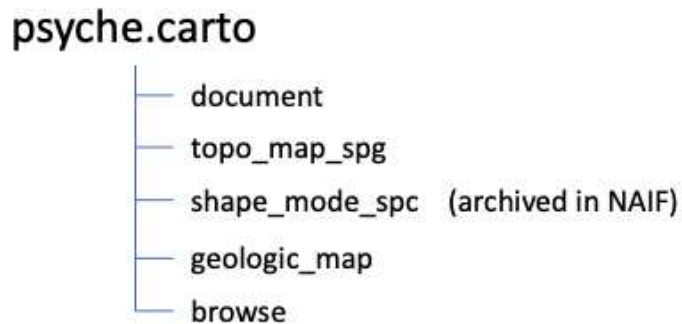 psyche.carto
document
topo_map_spg
shape_mode_spc (archived in NAIF)
geologic_map
browse